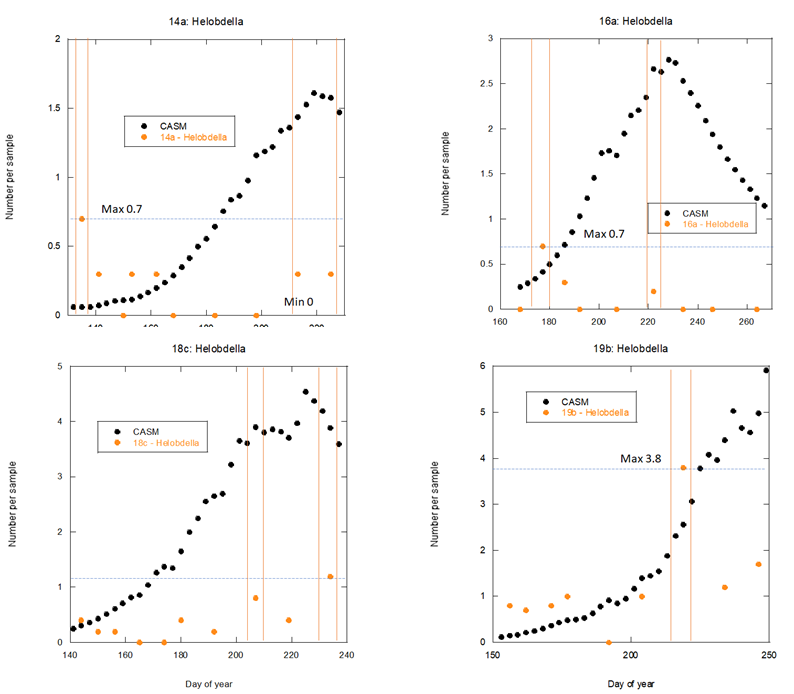 14a: Helobdella
2
1.5
1
0.5
0
Number per sample
CASM
14a - Helobdella
Max 0.7
Min 0
140 160 180 200 220
16a: Helobdella
3
2.5
2
1.5
1
0.5
0
Number per sample
CASM
16a - Helobdella
Max 0.7
160 180 200 220 240 260
18c: Helobdella
5
4
3
2
1
0
Number per sample
CASM
18c - Helobdella
140 160 180 200 220 240
Day of year
19b: Helobdella
6
5
4
3
2
1
0
Number per sample
CASM
19b - Helobdella
Max 3.8
150 200 250
Day of year